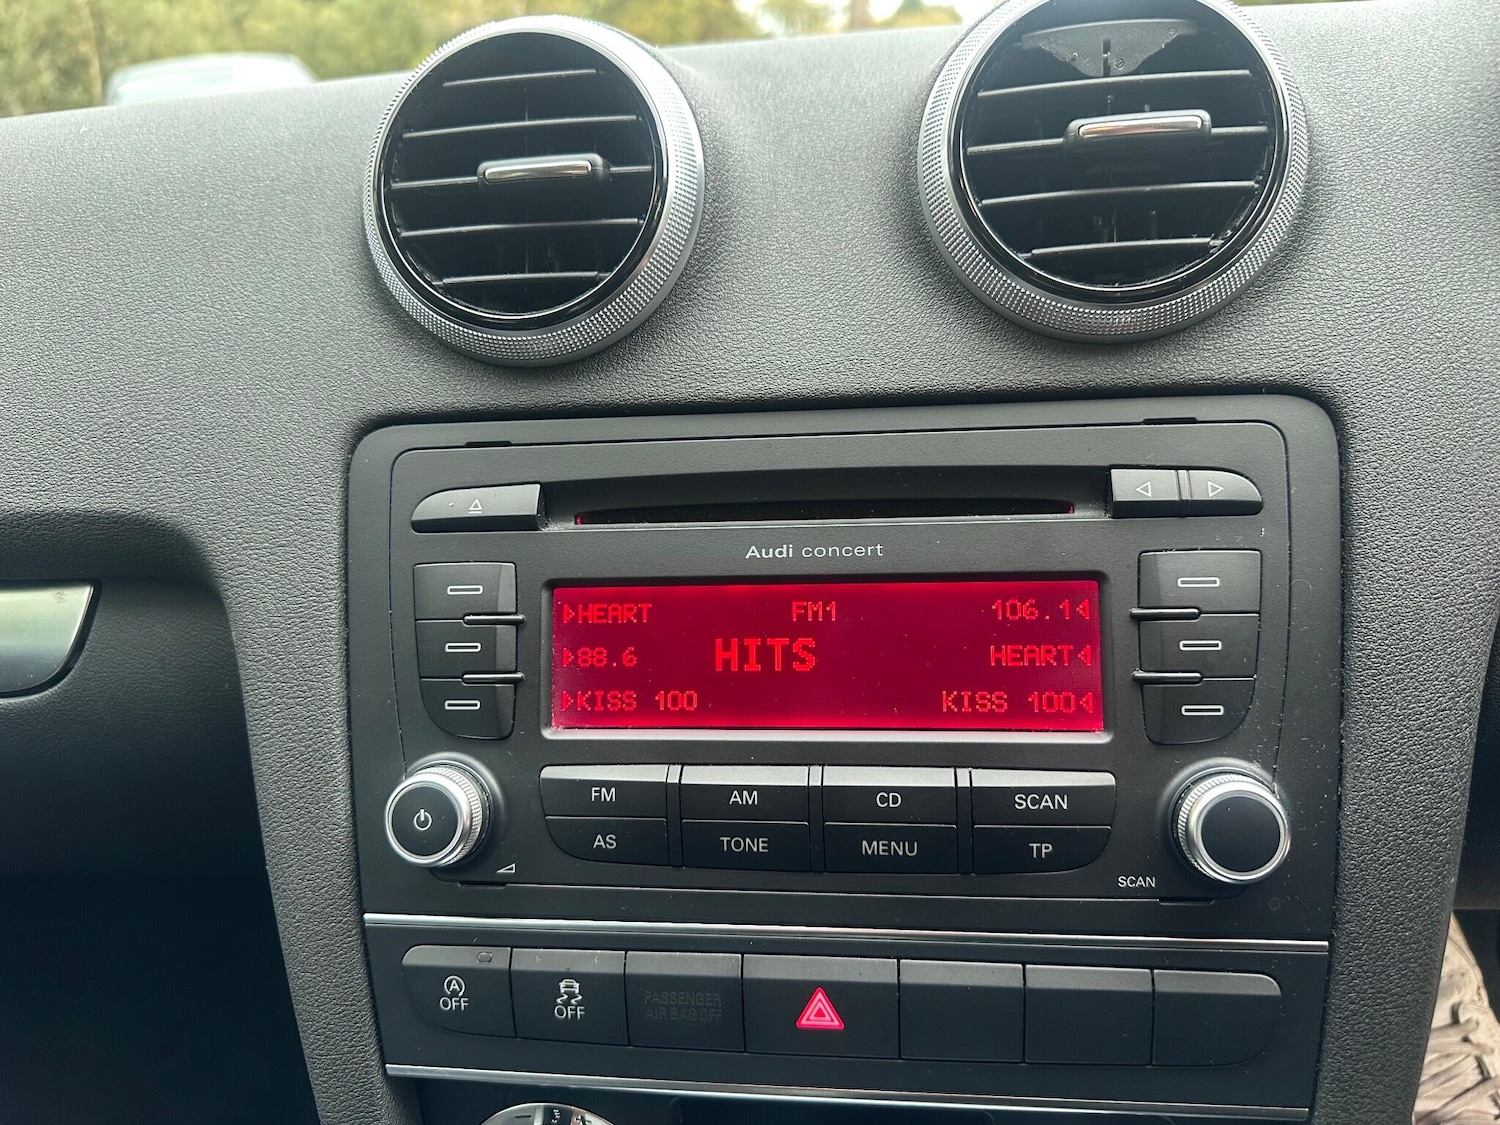 Audi concert
HEART FM1 106.1
88.6 HITS HEART
KISS 100 KISS 100
FM AM CD SCAN
AS TONE MENU TP
SCAN
A
OFF OFF PASSENGER
AIR BAG OFF